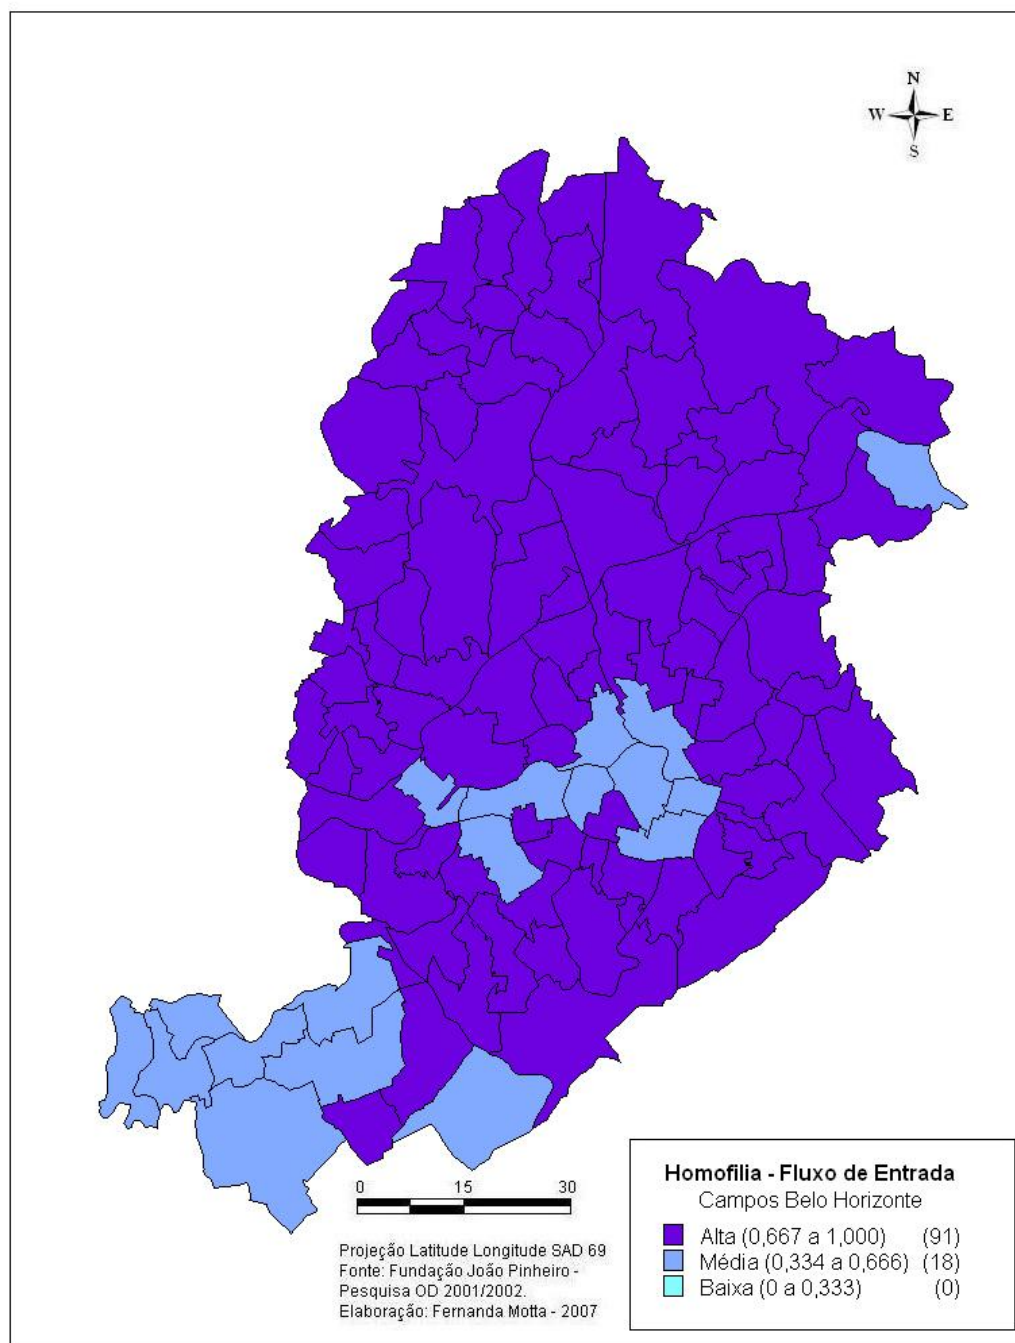 N
W E
S
0 15 30
Projeção Latitude Longitude SAD 69
Fonte: Fundação João Pinheiro -
Pesquisa OD 2001/2002.
Elaboração: Fernanda Motta - 2007
Homofilia - Fluxo de Entrada
Campos Belo Horizonte
Alta (0,667 a 1,000) (91)
Média (0,334 a 0,666) (18)
Baixa (0 a 0,333) (0)